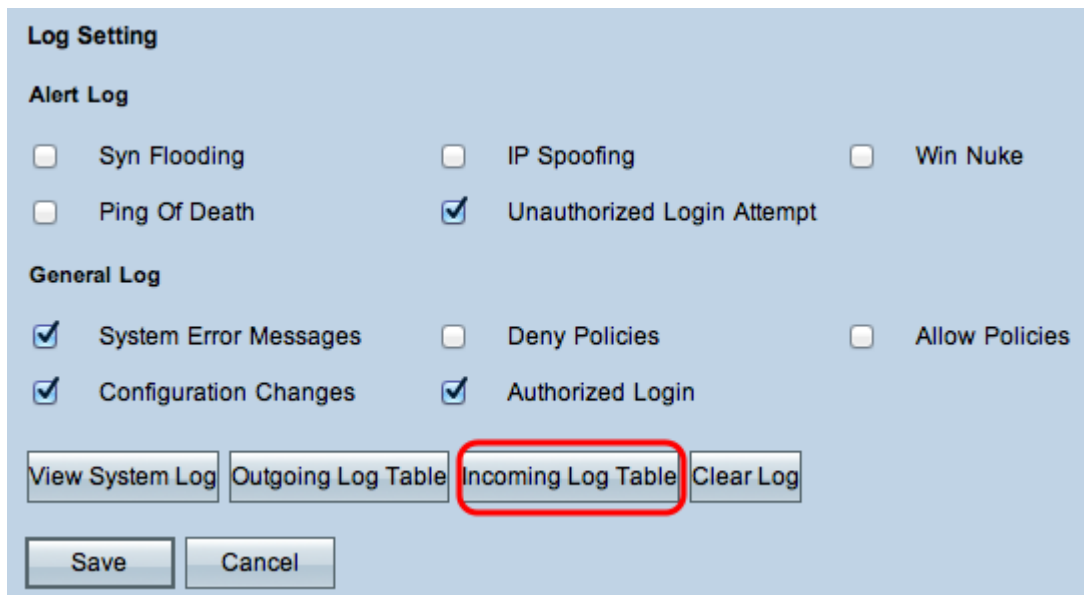 Log Setting
Alert Log
Syn Flooding IP Spoofing Win Nuke
Ping Of Death Unauthorized Login Attempt
General Log
System Error Messages Deny Policies Allow Policies
Configuration Changes Authorized Login
View System Log Outgoing Log Table Incoming Log Table Clear Log
Save Cancel